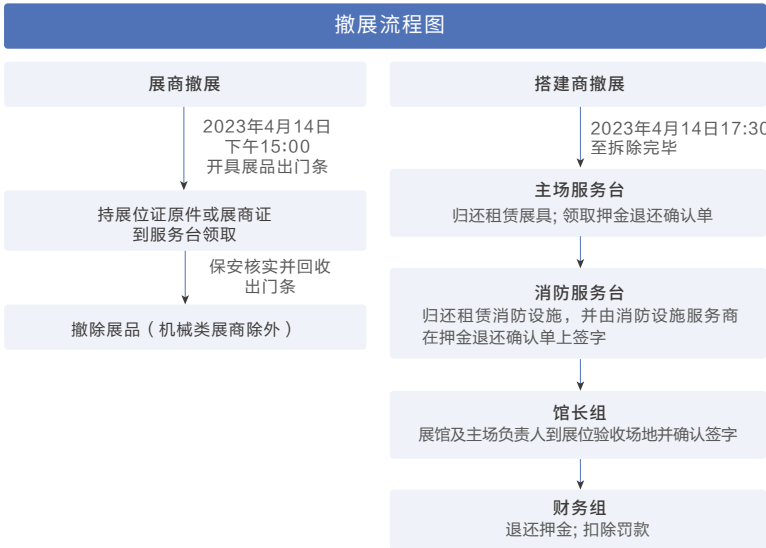 撤展流程图
展商撤展
2023年4月14日
下午15:00
开具展品出门条
持展位证原件或展商证
到服务台领取
保安核实并回收
出门条
撤除展品（机械类展商除外）
搭建商撤展
2023年4月14日17:30
至拆除完毕
主场服务台
归还租赁展具; 领取押金退还确认单
消防服务台
归还租赁消防设施，并由消防设施服务商
在押金退还确认单上签字
馆长组
展馆及主场负责人到展位验收场地并确认签字
财务组
退还押金; 扣除罚款